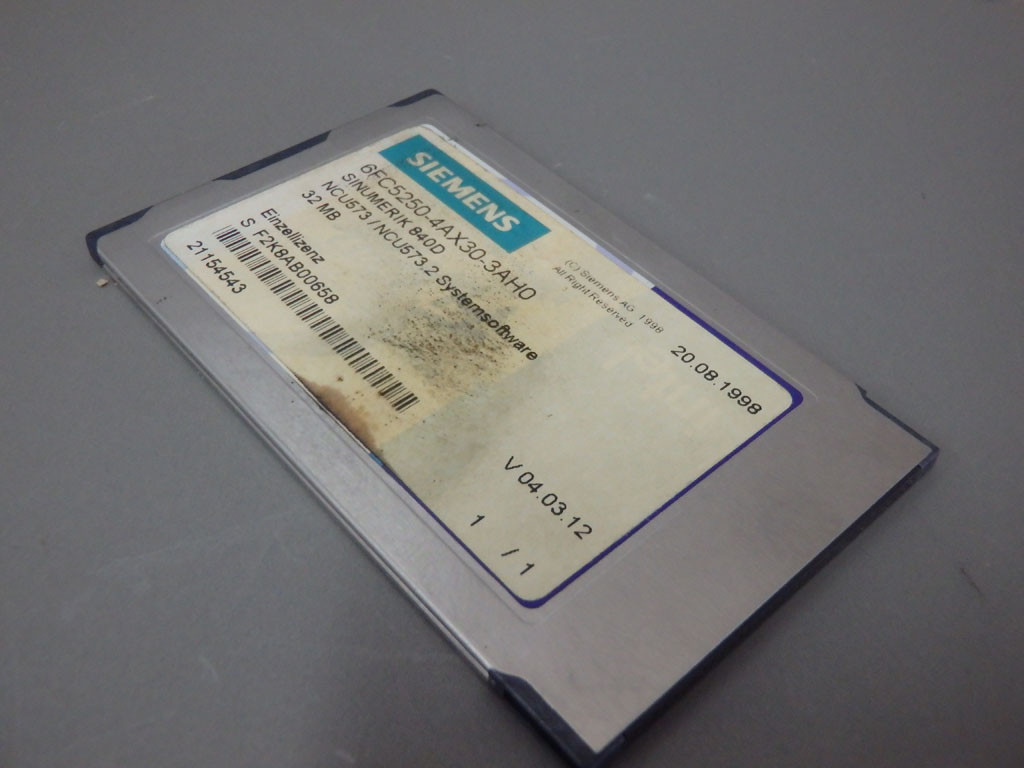 SIEMENS
6FC5250-4AX30-3AH0
SINUMERIK 840D
NCU573 / NCU573.2 Systemsoftware
32 MB
Einzellizenz
S F2K8AB00658
21154543
(C) Siemens AG 1998
All Right Reserved
20.08.1998
V 04.03.12
1 / 1